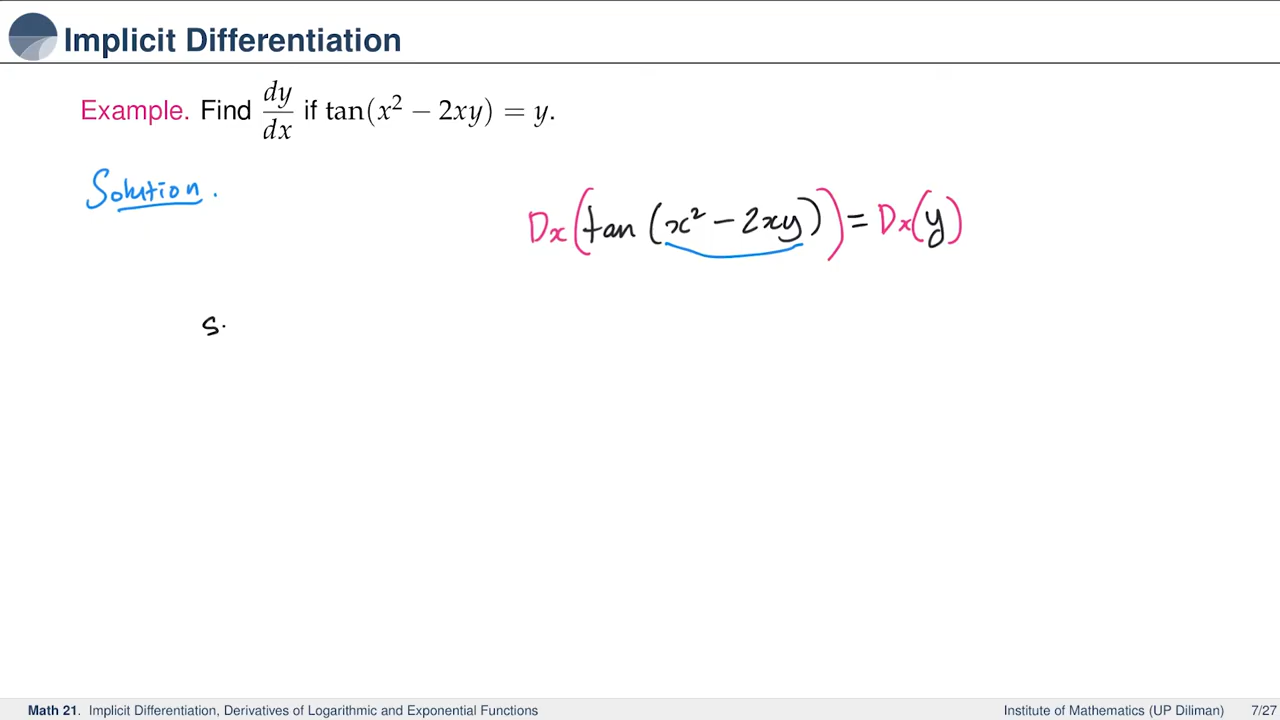 Implicit Differentiation
Example. Find dy/dx if tan(x² − 2xy) = y.
Solution.
Dx(tan (x² − 2xy)) = Dx(y)
s.
Math 21. Implicit Differentiation, Derivatives of Logarithmic and Exponential Functions
Institute of Mathematics (UP Diliman) 7/27